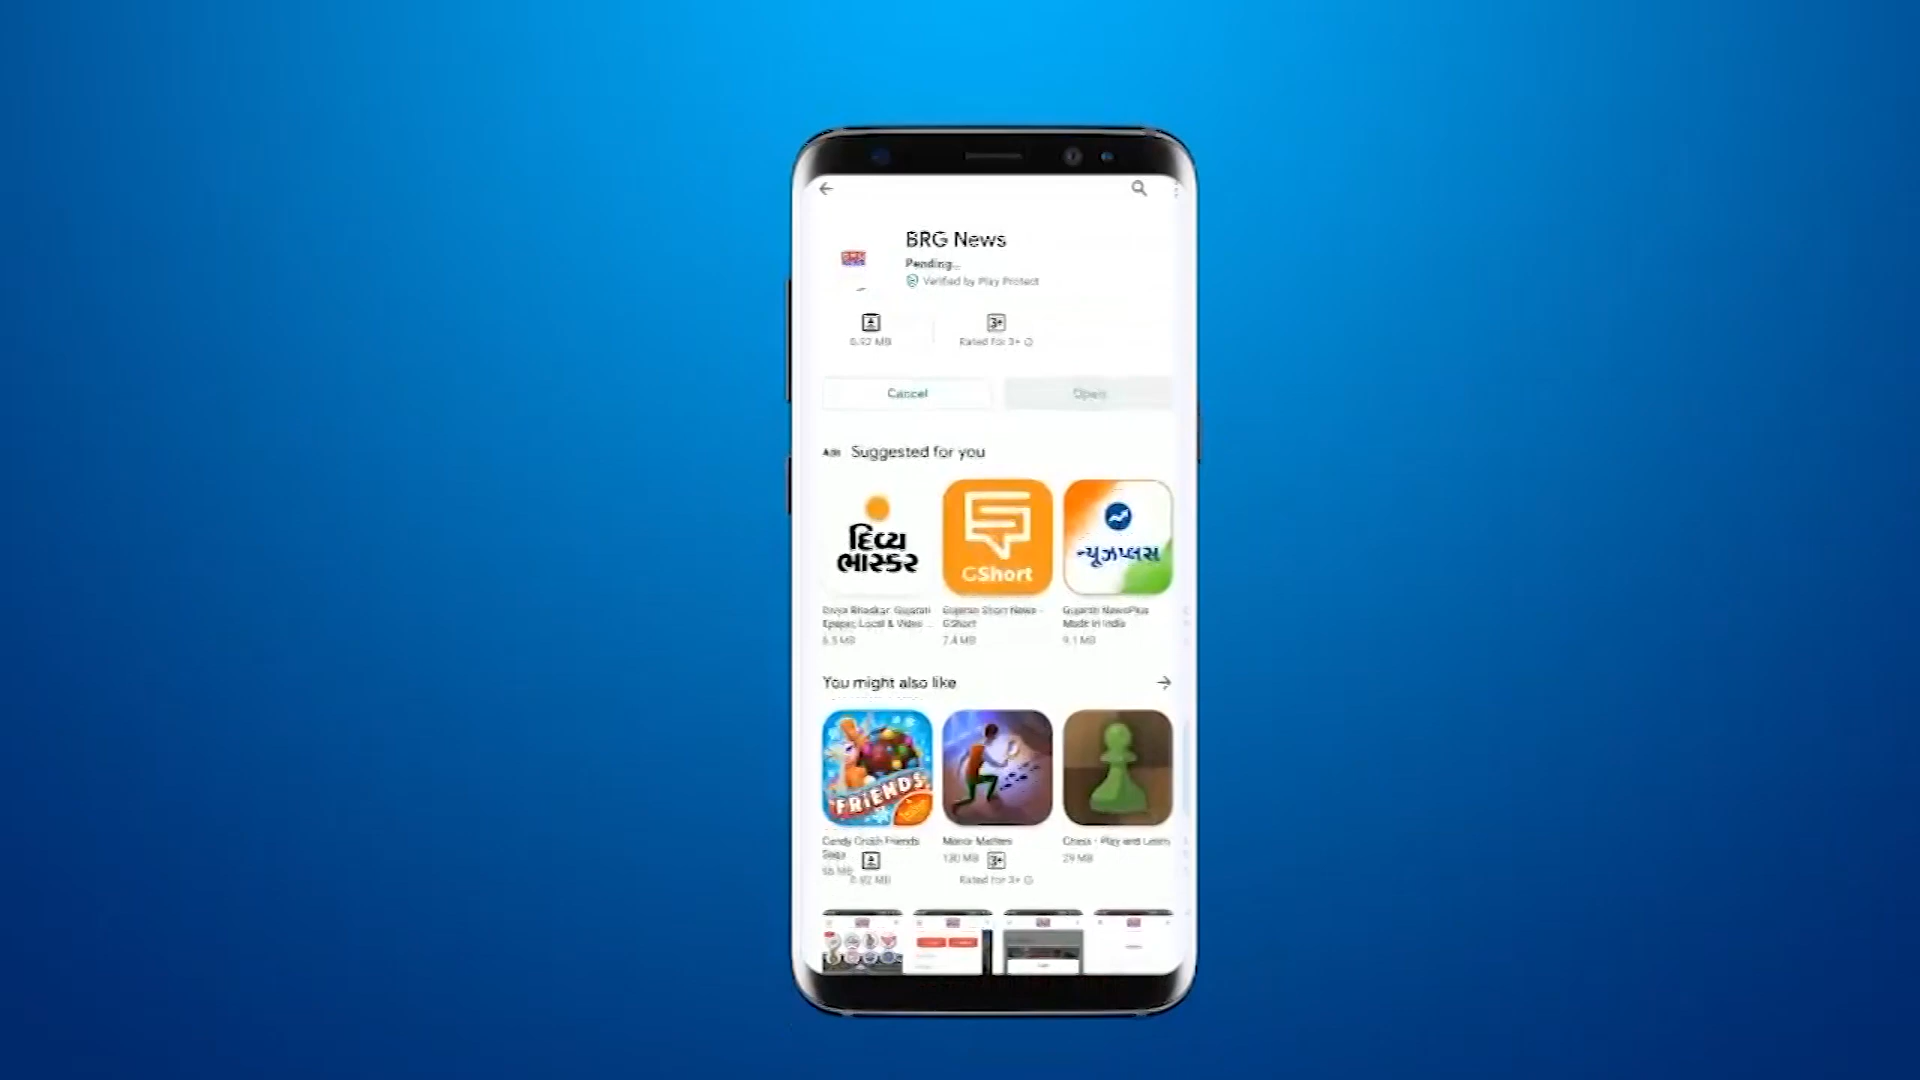 BRG News
Pending...
Verified by Play Protect
3+
6.92 MB
Rated for 3+
Cancel
Open
Ads Suggested for you
દિવ્ય
ભાસ્કર
GShort
ન્યૂઝપ્લસ
Divya Bhaskar: Gujarati
Epaper, Local & Video ...
6.5 MB
Gujarati Short News -
GShort
7.4 MB
Gujarati NewsPlus
Made in India
9.1 MB
You might also like
FRIENDS
Candy Crush Friends
Saga
96 MB
Manor Matters
130 MB
Chess - Play and Learn
29 MB
3+
6.92 MB
Rated for 3+